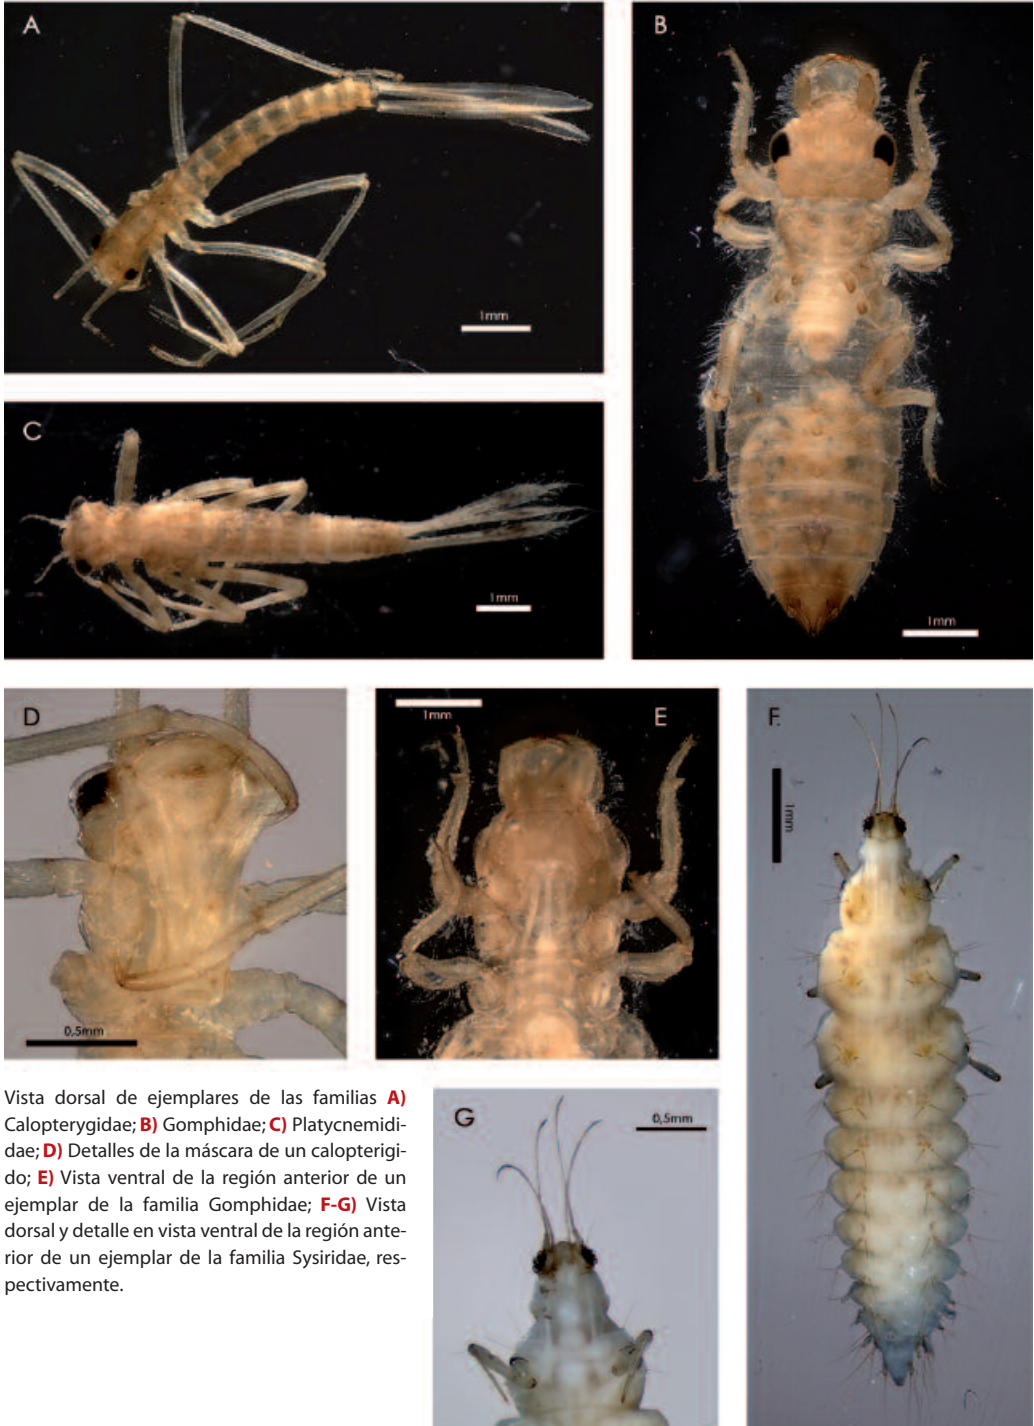 A
1mm
B
1mm
C
1mm
D
0,5mm
E
1mm
F
1mm
G
0,5mm
Vista dorsal de ejemplares de las familias A)
Calopterygidae; B) Gomphidae; C) Platycnemidi-
dae; D) Detalles de la máscara de un calopterigi-
do; E) Vista ventral de la región anterior de un
ejemplar de la familia Gomphidae; F-G) Vista
dorsal y detalle en vista ventral de la región ante-
rior de un ejemplar de la familia Sysiridae, res-
pectivamente.